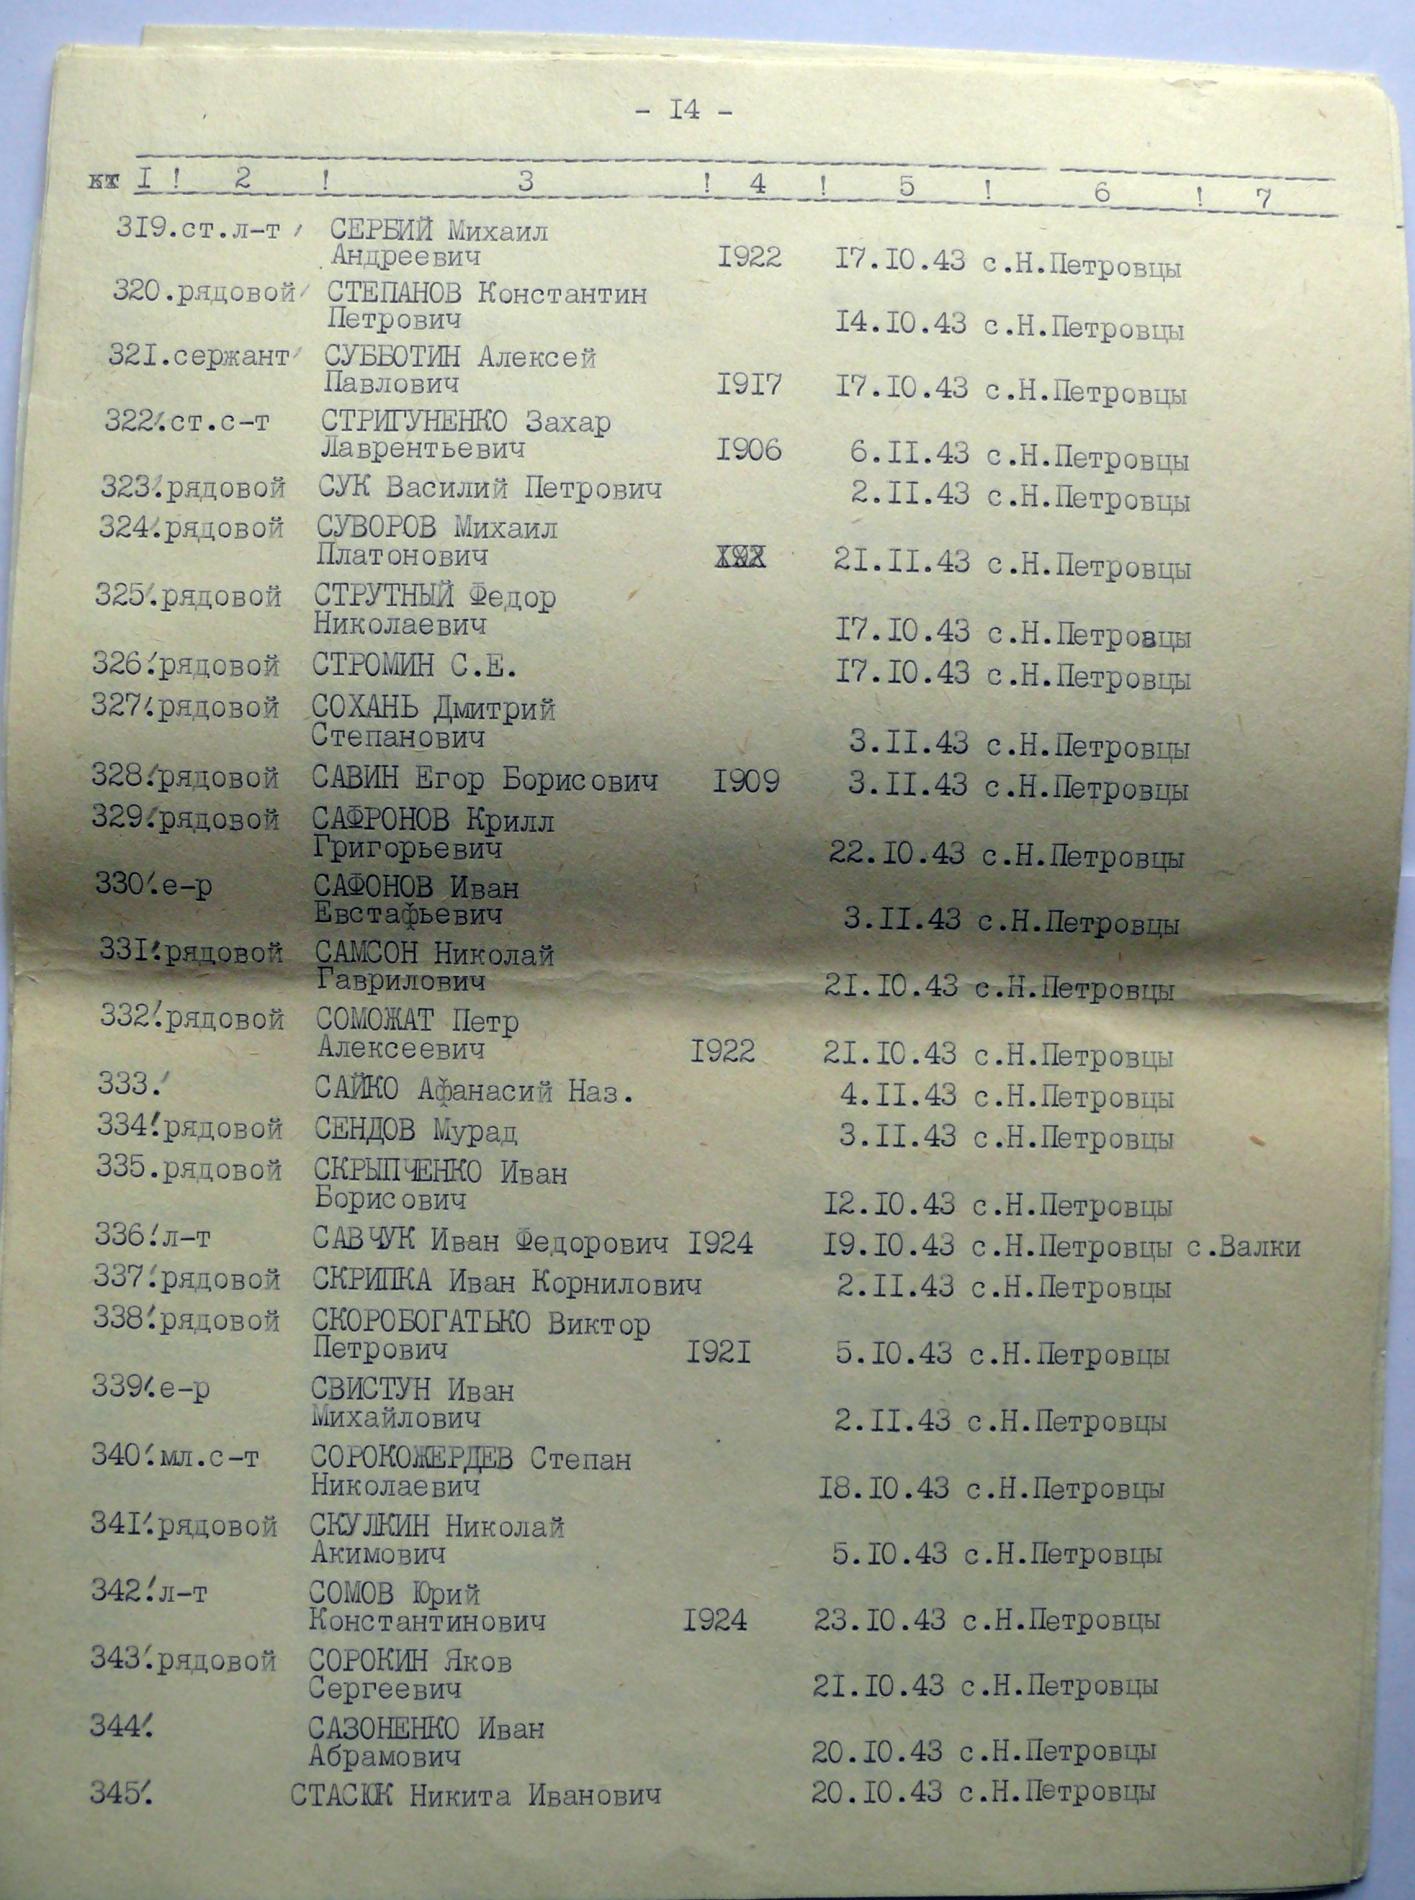 - I4 -
кт I ! 2 ! 3 ! 4 ! 5 ! 6 ! 7
3I9.ст.л-т СЕРБИЙ Михаил
Андреевич I922 I7.I0.43 с.Н.Петровцы
320.рядовой СТЕПАНОВ Константин
Петрович I4.I0.43 с.Н.Петровцы
32I.сержант СУББОТИН Алексей
Павлович I9I7 I7.I0.43 с.Н.Петровцы
322.ст.с-т СТРИГУНЕНКО Захар
Лаврентьевич I906 6.II.43 с.Н.Петровцы
323.рядовой СУК Василий Петрович 2.II.43 с.Н.Петровцы
324.рядовой СУВОРОВ Михаил
Платонович 2I.II.43 с.Н.Петровцы
325.рядовой СТРУТНЫЙ Федор
Николаевич I7.I0.43 с.Н.Петровцы
326.рядовой СТРОМИН С.Е. I7.I0.43 с.Н.Петровцы
327.рядовой СОХАНЬ Дмитрий
Степанович 3.II.43 с.Н.Петровцы
328.рядовой САВИН Егор Борисович I909 3.II.43 с.Н.Петровцы
329.рядовой САФРОНОВ Крилл
Григорьевич 22.I0.43 с.Н.Петровцы
330.е-р САФОНОВ Иван
Евстафьевич 3.II.43 с.Н.Петровцы
33I.рядовой САМСОН Николай
Гаврилович 2I.I0.43 с.Н.Петровцы
332.рядовой СОМОЖАТ Петр
Алексеевич I922 2I.I0.43 с.Н.Петровцы
333. САЙКО Афанасий Наз. 4.II.43 с.Н.Петровцы
334.рядовой СЕНДОВ Мурад 3.II.43 с.Н.Петровцы
335.рядовой СКРЫПЧЕНКО Иван
Борисович I2.I0.43 с.Н.Петровцы
336.л-т САВЧУК Иван Федорович I924 I9.I0.43 с.Н.Петровцы с.Валки
337.рядовой СКРИПКА Иван Корнилович 2.II.43 с.Н.Петровцы
338.рядовой СКОРОБОГАТЬКО Виктор
Петрович I92I 5.I0.43 с.Н.Петровцы
339.е-р СВИСТУН Иван
Михайлович 2.II.43 с.Н.Петровцы
340.мл.с-т СОРОКОЖЕРДЕВ Степан
Николаевич I8.I0.43 с.Н.Петровцы
34I.рядовой СКУЛКИН Николай
Акимович 5.I0.43 с.Н.Петровцы
342.л-т СОМОВ Юрий
Константинович I924 23.I0.43 с.Н.Петровцы
343.рядовой СОРОКИН Яков
Сергеевич 2I.I0.43 с.Н.Петровцы
344. САЗОНЕНКО Иван
Абрамович 20.I0.43 с.Н.Петровцы
345. СТАСЮК Никита Иванович 20.I0.43 с.Н.Петровцы